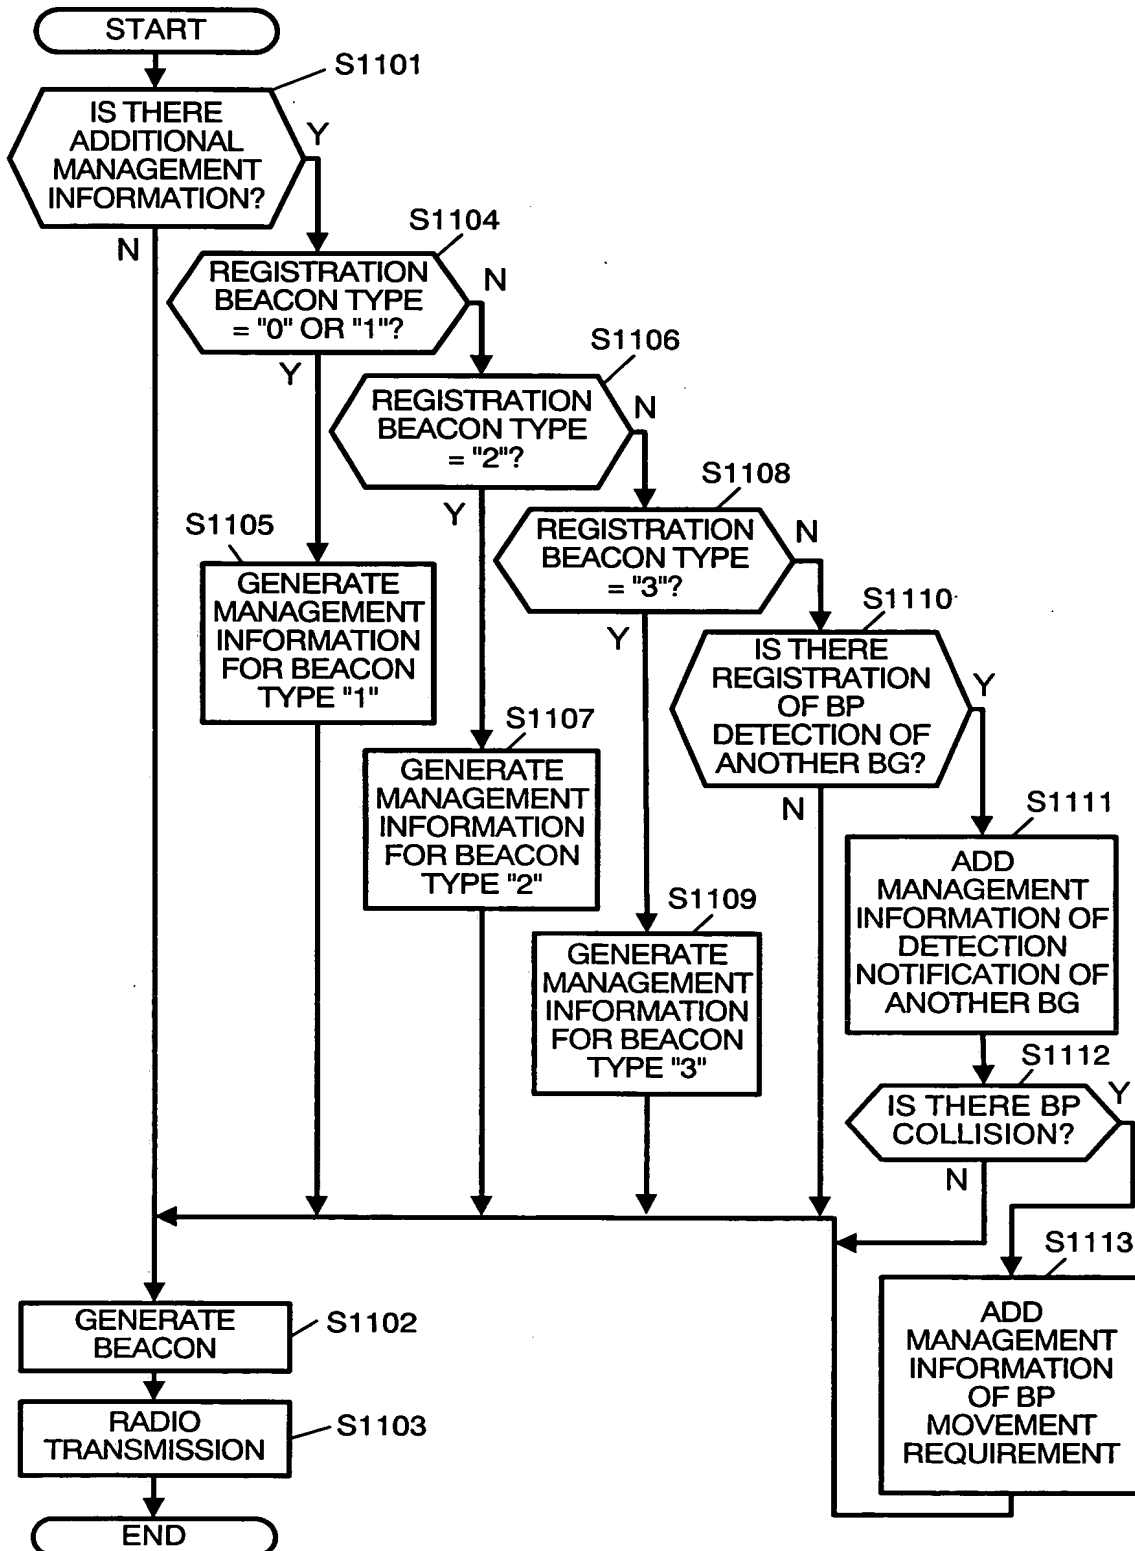 START
S1101
IS THERE
ADDITIONAL
MANAGEMENT
INFORMATION?
Y
N
S1104
REGISTRATION
BEACON TYPE
= "0" OR "1"?
N
Y
S1106
REGISTRATION
BEACON TYPE
= "2"?
N
Y
S1108
REGISTRATION
BEACON TYPE
= "3"?
N
Y
S1105
GENERATE
MANAGEMENT
INFORMATION
FOR BEACON
TYPE "1"
S1110
IS THERE
REGISTRATION
OF BP
DETECTION OF
ANOTHER BG?
Y
N
S1107
GENERATE
MANAGEMENT
INFORMATION
FOR BEACON
TYPE "2"
S1111
ADD
MANAGEMENT
INFORMATION OF
DETECTION
NOTIFICATION OF
ANOTHER BG
S1109
GENERATE
MANAGEMENT
INFORMATION
FOR BEACON
TYPE "3"
S1112
IS THERE BP
COLLISION?
Y
N
S1113
ADD
MANAGEMENT
INFORMATION
OF BP
MOVEMENT
REQUIREMENT
GENERATE
BEACON
S1102
RADIO
TRANSMISSION
S1103
END